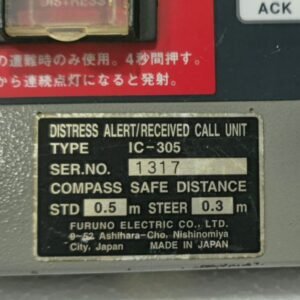 DISTRESS
ACK
の遭難時のみ使用。4秒間押す。
から連続点灯になると発射。
DISTRESS ALERT/RECEIVED CALL UNIT
TYPE IC-305
SER.NO. 1317
COMPASS SAFE DISTANCE
STD 0.5 m STEER 0.3 m
FURUNO ELECTRIC CO., LTD.
9-52 Ashihara-Cho, Nishinomiya
City, Japan MADE IN JAPAN